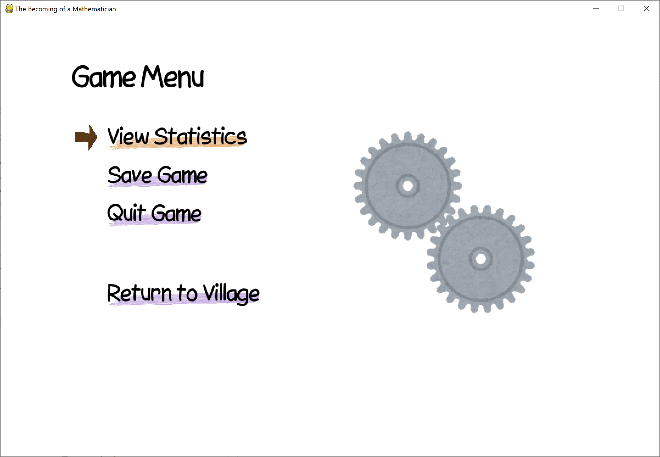 The Becoming of a Mathematician
Game Menu
View Statistics
Save Game
Quit Game
Return to Village